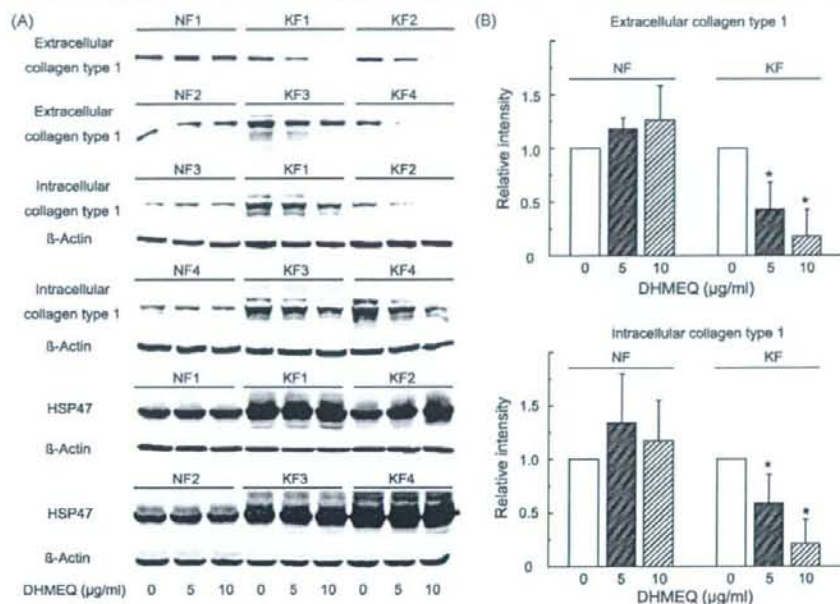 (A)
NF1 KF1 KF2
Extracellular
collagen type 1
NF2 KF3 KF4
Extracellular
collagen type 1
NF3 KF1 KF2
Intracellular
collagen type 1
ß-Actin
NF4 KF3 KF4
Intracellular
collagen type 1
ß-Actin
NF1 KF1 KF2
HSP47
ß-Actin
NF2 KF3 KF4
HSP47
ß-Actin
DHMEQ (µg/ml) 0 5 10 0 5 10 0 5 10
(B)
Extracellular collagen type 1
NF KF
1.5
1.25
0.5
0.25
0
Relative intensity
* *
0 5 10 0 5 10
DHMEQ (µg/ml)
Intracellular collagen type 1
NF KF
1.5
1.0
0.5
0.0
Relative intensity
* *
0 5 10 0 5 10
DHMEQ (µg/ml)